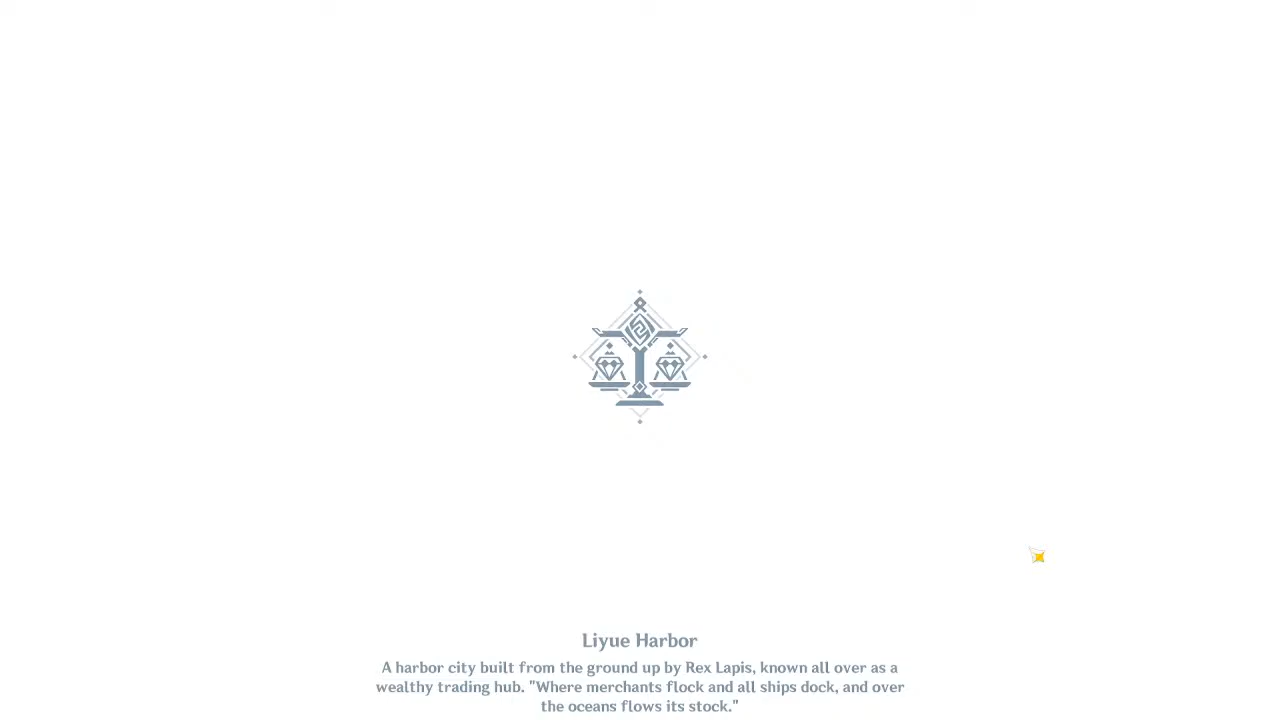 Liyue Harbor
A harbor city built from the ground up by Rex Lapis, known all over as a
wealthy trading hub. "Where merchants flock and all ships dock, and over
the oceans flows its stock."